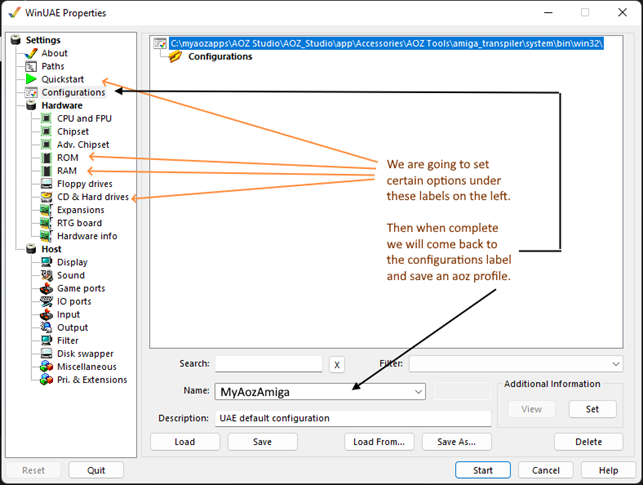 WinUAE Properties
Settings
About
Paths
Quickstart
Configurations
Hardware
CPU and FPU
Chipset
Adv. Chipset
ROM
RAM
Floppy drives
CD & Hard drives
Expansions
RTG board
Hardware info
Host
Display
Sound
Game ports
IO ports
Input
Output
Filter
Disk swapper
Miscellaneous
Pri. & Extensions
C:\myaozapps\AOZ Studio\AOZ_Studio\app\Accessories\AOZ Tools\amiga_transpiler\system\bin\win32\
Configurations
We are going to set
certain options under
these labels on the left.
Then when complete
we will come back to
the configurations label
and save an aoz profile.
Search:
X
Filter:
Name:
MyAozAmiga
Description:
UAE default configuration
Additional Information
View
Set
Load
Save
Load From...
Save As...
Delete
Reset
Quit
Start
Cancel
Help